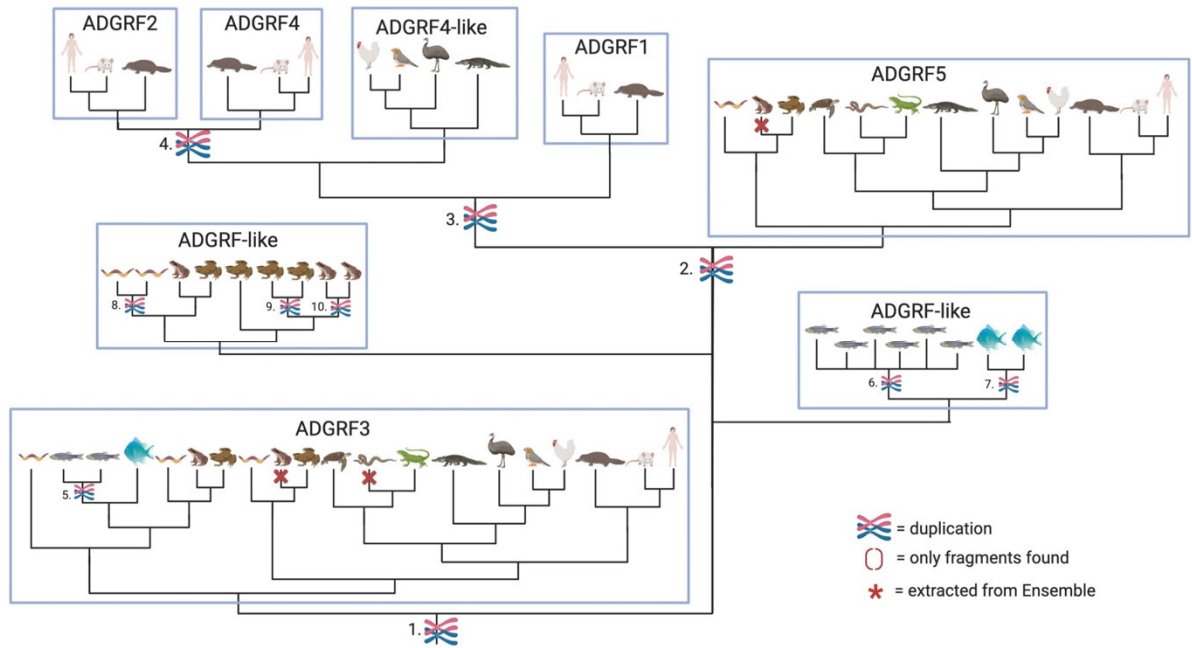 ADGRF2
ADGRF4
ADGRF4-like
ADGRF1
ADGRF5
4.
3.
2.
ADGRF-like
8.
9.
10.
ADGRF-like
6.
7.
ADGRF3
5.
1.
= duplication
= only fragments found
= extracted from Ensemble